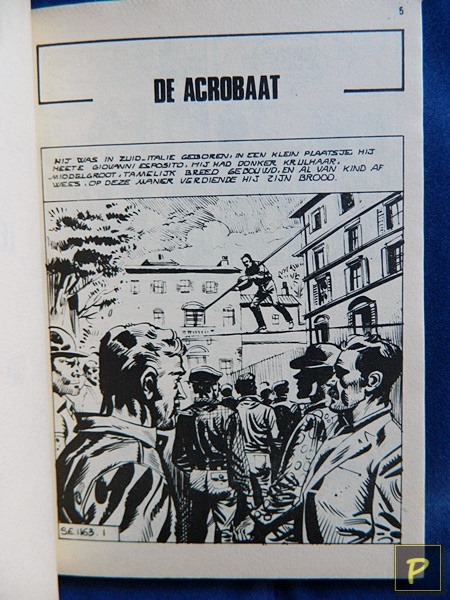 5
DE ACROBAAT
HIJ WAS IN ZUID-ITALIE GEBOREN, IN EEN KLEIN PLAATSJE. HIJ
HEETE GIOVANNI ESPOSITO. HIJ HAD DONKER KRULHAAR,
MIDDELGROOT, TAMELIJK BREED GEBOUWD, EN AL VAN KIND AF
WEES. OP DEZE MANIER VERDIENDE HIJ ZIJN BROOD.
SE 1163. 1
P